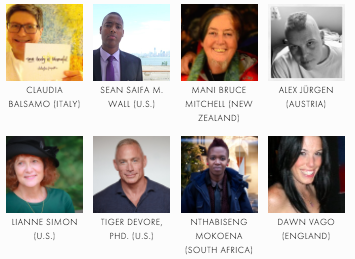 CLAUDIA
BALSAMO (ITALY)
SEAN SAIFA M.
WALL (U.S.)
MANI BRUCE
MITCHELL (NEW
ZEALAND)
ALEX JÜRGEN
(AUSTRIA)
LIANNE SIMON
(U.S.)
TIGER DEVORE,
PHD. (U.S.)
NTHABISENG
MOKOENA
(SOUTH AFRICA)
DAWN VAGO
(ENGLAND)